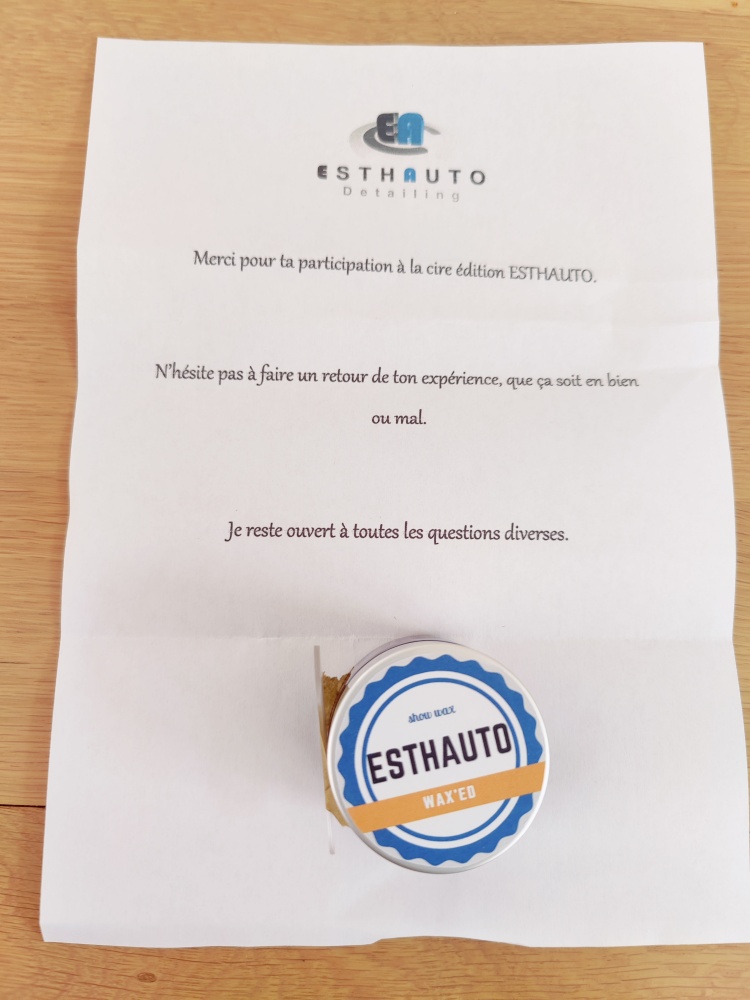 EA
ESTHAUTO
Detailing
Merci pour ta participation à la cire édition ESTHAUTO.
N'hésite pas à faire un retour de ton expérience, que ça soit en bien
ou mal.
Je reste ouvert à toutes les questions diverses.
show wax
ESTHAUTO
WAX'ED